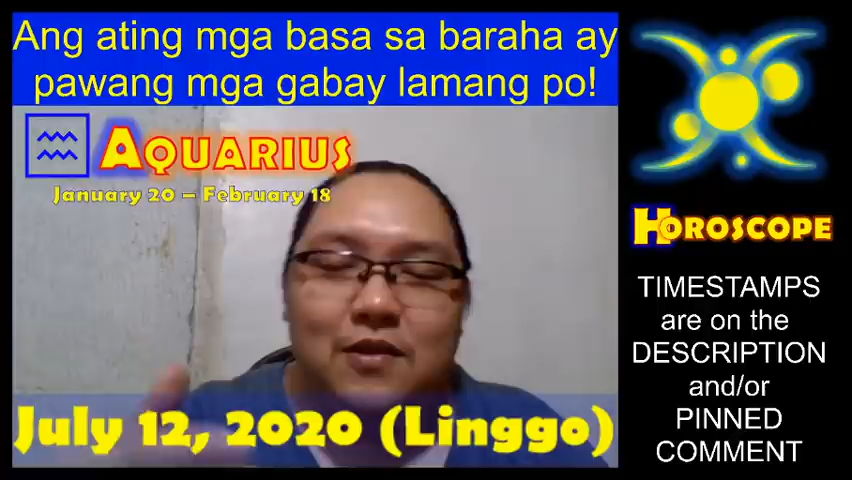 Ang ating mga basa sa baraha ay
pawang mga gabay lamang po!
AQUARIUS
January 20 – February 18
July 12, 2020 (Linggo)
HOROSCOPE
TIMESTAMPS
are on the
DESCRIPTION
and/or
PINNED
COMMENT